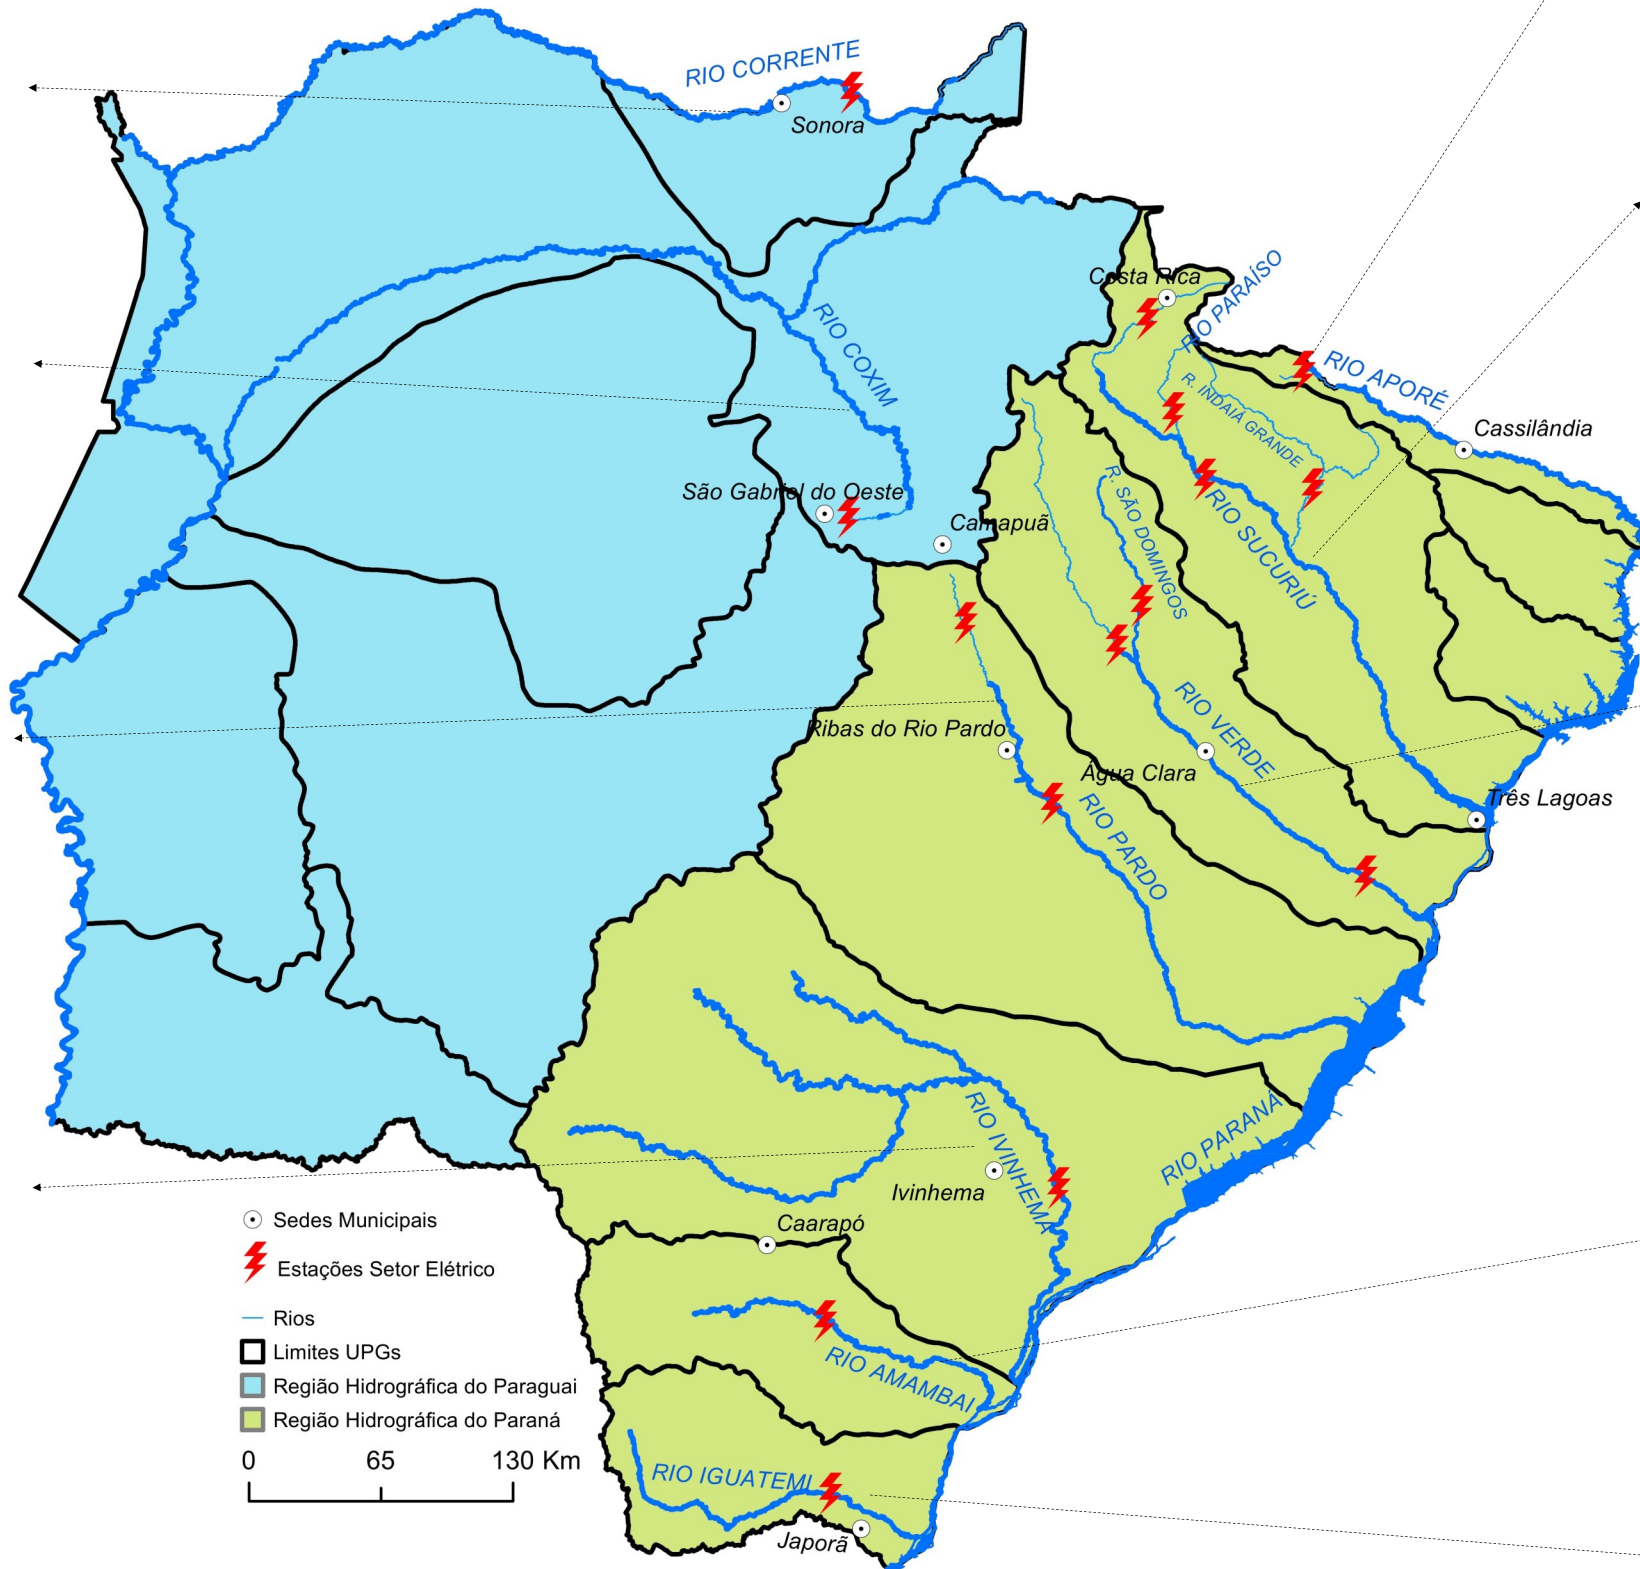 RIO CORRENTE
Sonora
Costa Rica
RIO PARAÍSO
RIO APORÉ
R. INDAIÁ GRANDE
Cassilândia
RIO COXIM
São Gabriel do Oeste
Camapuã
R. SÃO DOMINGOS
RIO SUCURIÚ
Ribas do Rio Pardo
RIO VERDE
Água Clara
Três Lagoas
RIO PARDO
RIO IVINHEMA
RIO PARANÁ
Ivinhema
Caarapó
RIO AMAMBAI
RIO IGUATEMI
Japorã
Sedes Municipais
Estações Setor Elétrico
Rios
Limites UPGs
Região Hidrográfica do Paraguai
Região Hidrográfica do Paraná
0 65 130 Km